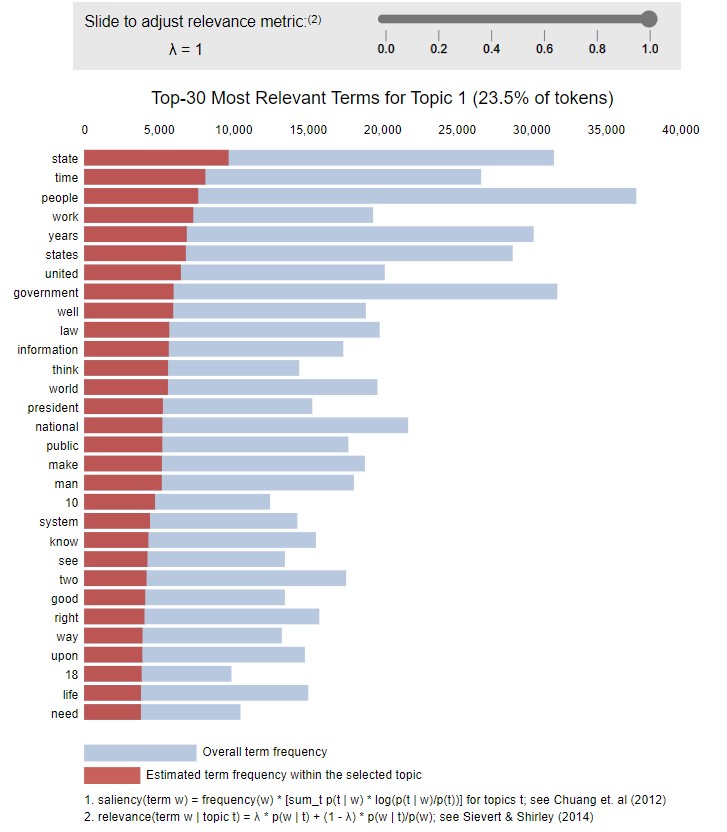 Slide to adjust relevance metric:(2)
λ = 1
0.0 0.2 0.4 0.6 0.8 1.0
Top-30 Most Relevant Terms for Topic 1 (23.5% of tokens)
0 5,000 10,000 15,000 20,000 25,000 30,000 35,000 40,000
state
time
people
work
years
states
united
government
well
law
information
think
world
president
national
public
make
man
10
system
know
see
two
good
right
way
upon
18
life
need
Overall term frequency
Estimated term frequency within the selected topic
1. saliency(term w) = frequency(w) * [sum_t p(t | w) * log(p(t | w)/p(t))] for topics t; see Chuang et. al (2012)
2. relevance(term w | topic t) = λ * p(w | t) + (1 - λ) * p(w | t)/p(w); see Sievert & Shirley (2014)